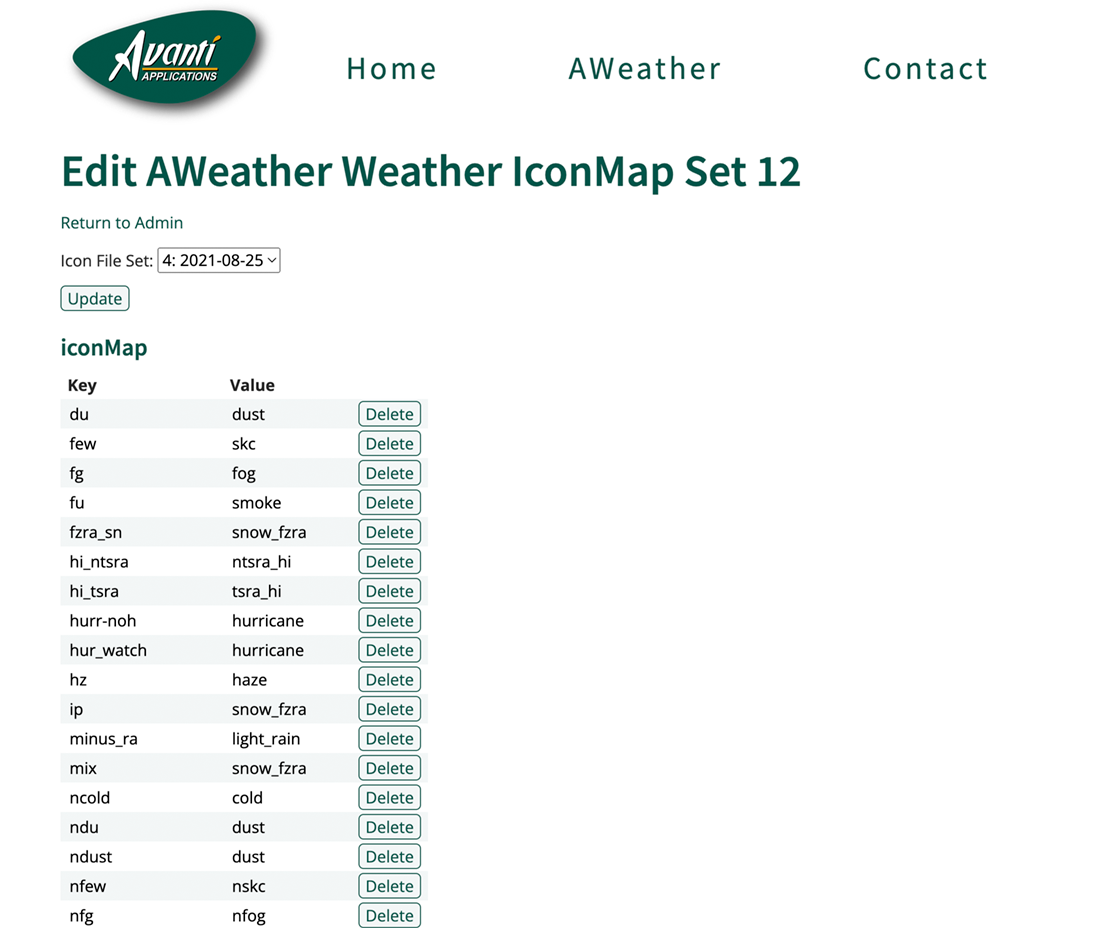 Avanti
APPLICATIONS
Home AWeather Contact
Edit AWeather Weather IconMap Set 12
Return to Admin
Icon File Set: 4: 2021-08-25
Update
iconMap
Key Value
du dust Delete
few skc Delete
fg fog Delete
fu smoke Delete
fzra_sn snow_fzra Delete
hi_ntsra ntsra_hi Delete
hi_tsra tsra_hi Delete
hurr-noh hurricane Delete
hur_watch hurricane Delete
hz haze Delete
ip snow_fzra Delete
minus_ra light_rain Delete
mix snow_fzra Delete
ncold cold Delete
ndu dust Delete
ndust dust Delete
nfew nskc Delete
nfg nfog Delete